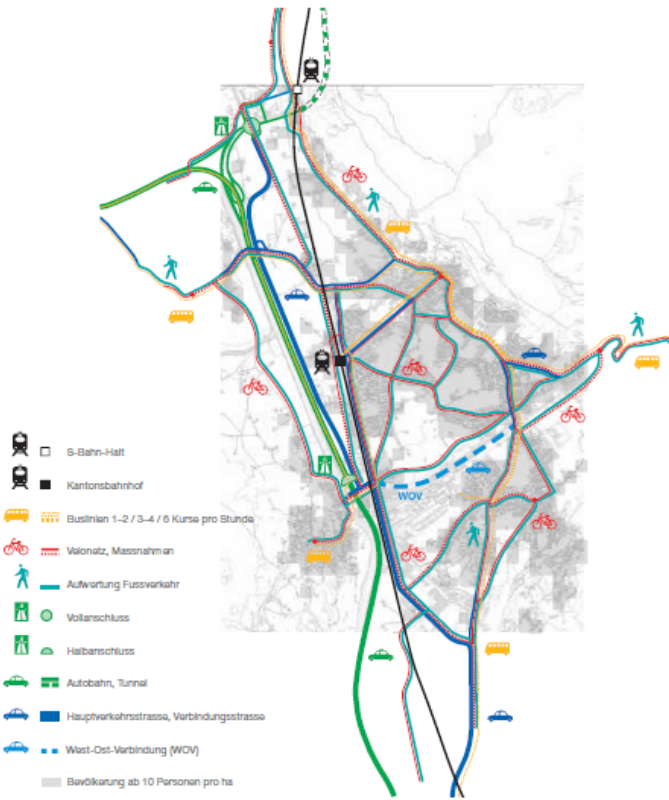 WOV
S-Bahn-Halt
Kantonsbahnhof
Buslinien 1–2 / 3–4 / 6 Kurse pro Stunde
Velonetz, Massnahmen
Aufwertung Fussverkehr
Vollanschluss
Halbanschluss
Autobahn, Tunnel
Hauptverkehrsstrasse, Verbindungsstrasse
West-Ost-Verbindung (WOV)
Bevölkerung ab 10 Personen pro ha